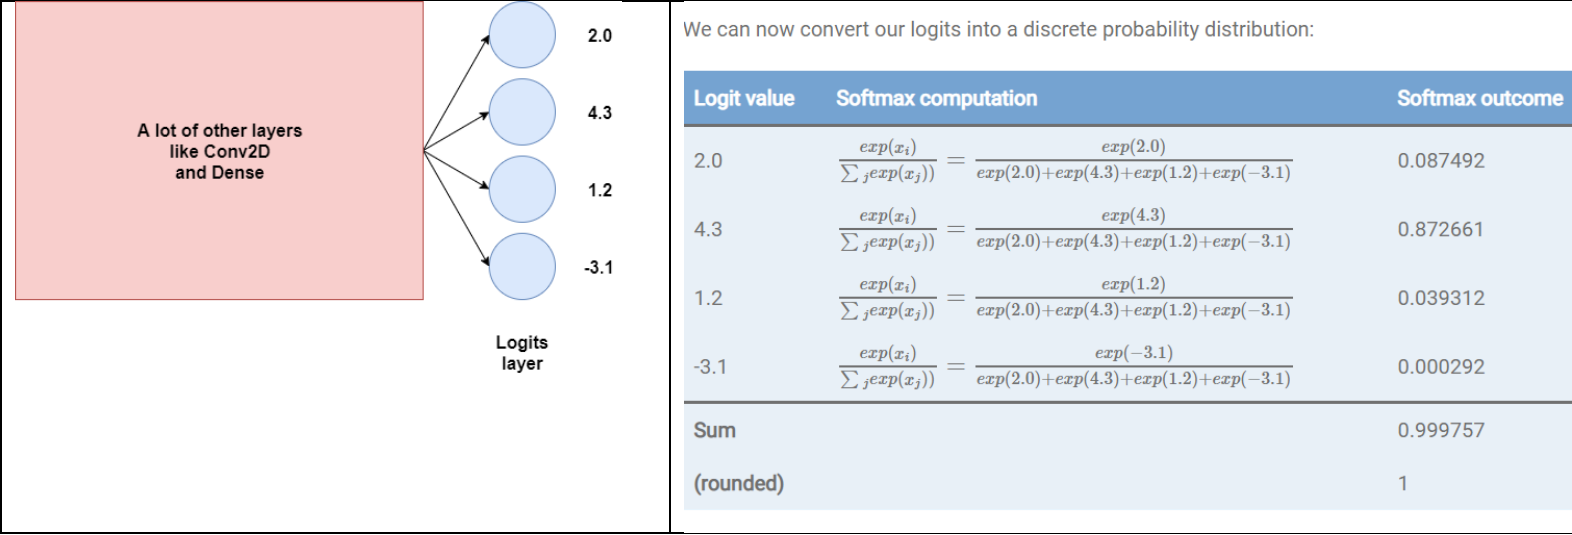 A lot of other layers
like Conv2D
and Dense
2.0
4.3
1.2
-3.1
Logits
layer
We can now convert our logits into a discrete probability distribution:
Logit value Softmax computation Softmax outcome
2.0 exp(x_i) / ∑_j exp(x_j)) = exp(2.0) / exp(2.0)+exp(4.3)+exp(1.2)+exp(−3.1) 0.087492
4.3 exp(x_i) / ∑_j exp(x_j)) = exp(4.3) / exp(2.0)+exp(4.3)+exp(1.2)+exp(−3.1) 0.872661
1.2 exp(x_i) / ∑_j exp(x_j)) = exp(1.2) / exp(2.0)+exp(4.3)+exp(1.2)+exp(−3.1) 0.039312
-3.1 exp(x_i) / ∑_j exp(x_j)) = exp(−3.1) / exp(2.0)+exp(4.3)+exp(1.2)+exp(−3.1) 0.000292
Sum 0.999757
(rounded) 1